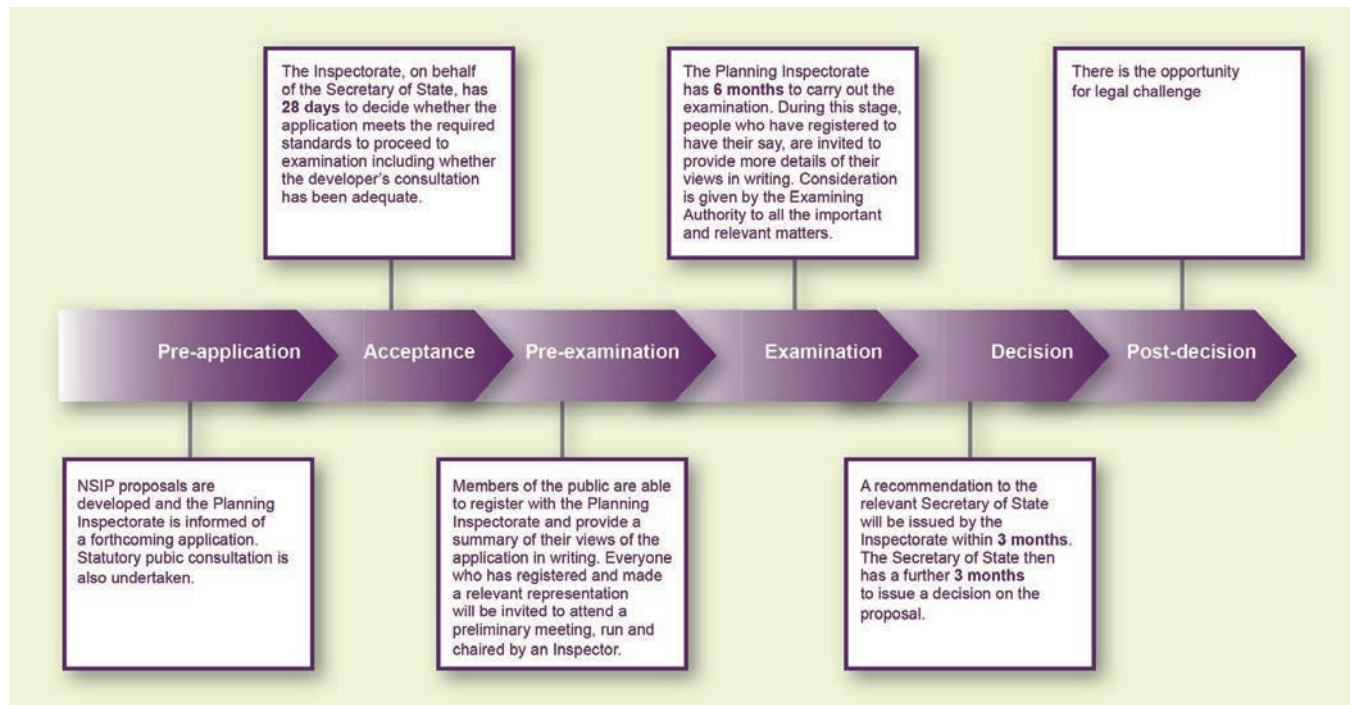 The Inspectorate, on behalf
of the Secretary of State, has
28 days to decide whether the
application meets the required
standards to proceed to
examination including whether
the developer's consultation
has been adequate.
The Planning Inspectorate
has 6 months to carry out the
examination. During this stage,
people who have registered to
have their say, are invited to
provide more details of their
views in writing. Consideration
is given by the Examining
Authority to all the important
and relevant matters.
There is the opportunity
for legal challenge
Pre-application
Acceptance
Pre-examination
Examination
Decision
Post-decision
NSIP proposals are
developed and the Planning
Inspectorate is informed of
a forthcoming application.
Statutory pubic consultation is
also undertaken.
Members of the public are able
to register with the Planning
Inspectorate and provide a
summary of their views of the
application in writing. Everyone
who has registered and made
a relevant representation
will be invited to attend a
preliminary meeting, run and
chaired by an Inspector.
A recommendation to the
relevant Secretary of State
will be issued by the
Inspectorate within 3 months.
The Secretary of State then
has a further 3 months
to issue a decision on the
proposal.